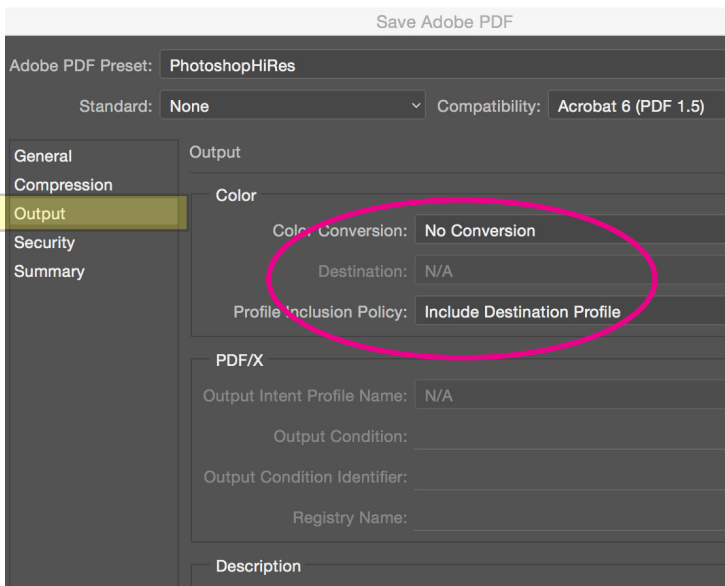 Save Adobe PDF
Adobe PDF Preset: PhotoshopHiRes
Standard: None Compatibility: Acrobat 6 (PDF 1.5)
General
Compression
Output
Security
Summary
Output
Color
Color Conversion: No Conversion
Destination: N/A
Profile Inclusion Policy: Include Destination Profile
PDF/X
Output Intent Profile Name: N/A
Output Condition:
Output Condition Identifier:
Registry Name:
Description